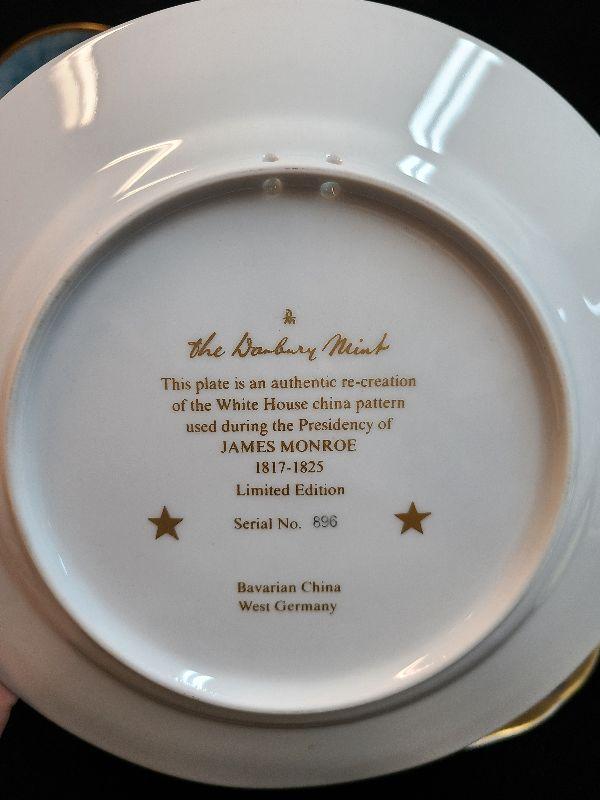 DM
the Danbury Mint
This plate is an authentic re-creation
of the White House china pattern
used during the Presidency of
JAMES MONROE
1817-1825
Limited Edition
Serial No. 896
Bavarian China
West Germany